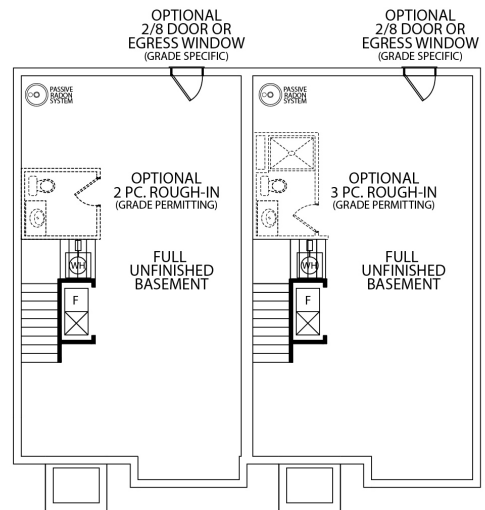 OPTIONAL
2/8 DOOR OR
EGRESS WINDOW
(GRADE SPECIFIC)
OPTIONAL
2/8 DOOR OR
EGRESS WINDOW
(GRADE SPECIFIC)
PASSIVE
RADON
SYSTEM
PASSIVE
RADON
SYSTEM
OPTIONAL
2 PC. ROUGH-IN
(GRADE PERMITTING)
OPTIONAL
3 PC. ROUGH-IN
(GRADE PERMITTING)
WH
FULL
UNFINISHED
BASEMENT
WH
FULL
UNFINISHED
BASEMENT
F
F